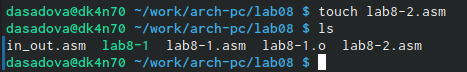 dasadova@dk4n70 ~/work/arch-pc/lab08 $ touch lab8-2.asm
dasadova@dk4n70 ~/work/arch-pc/lab08 $ ls
in_out.asm  lab8-1  lab8-1.asm  lab8-1.o  lab8-2.asm
dasadova@dk4n70 ~/work/arch-pc/lab08 $